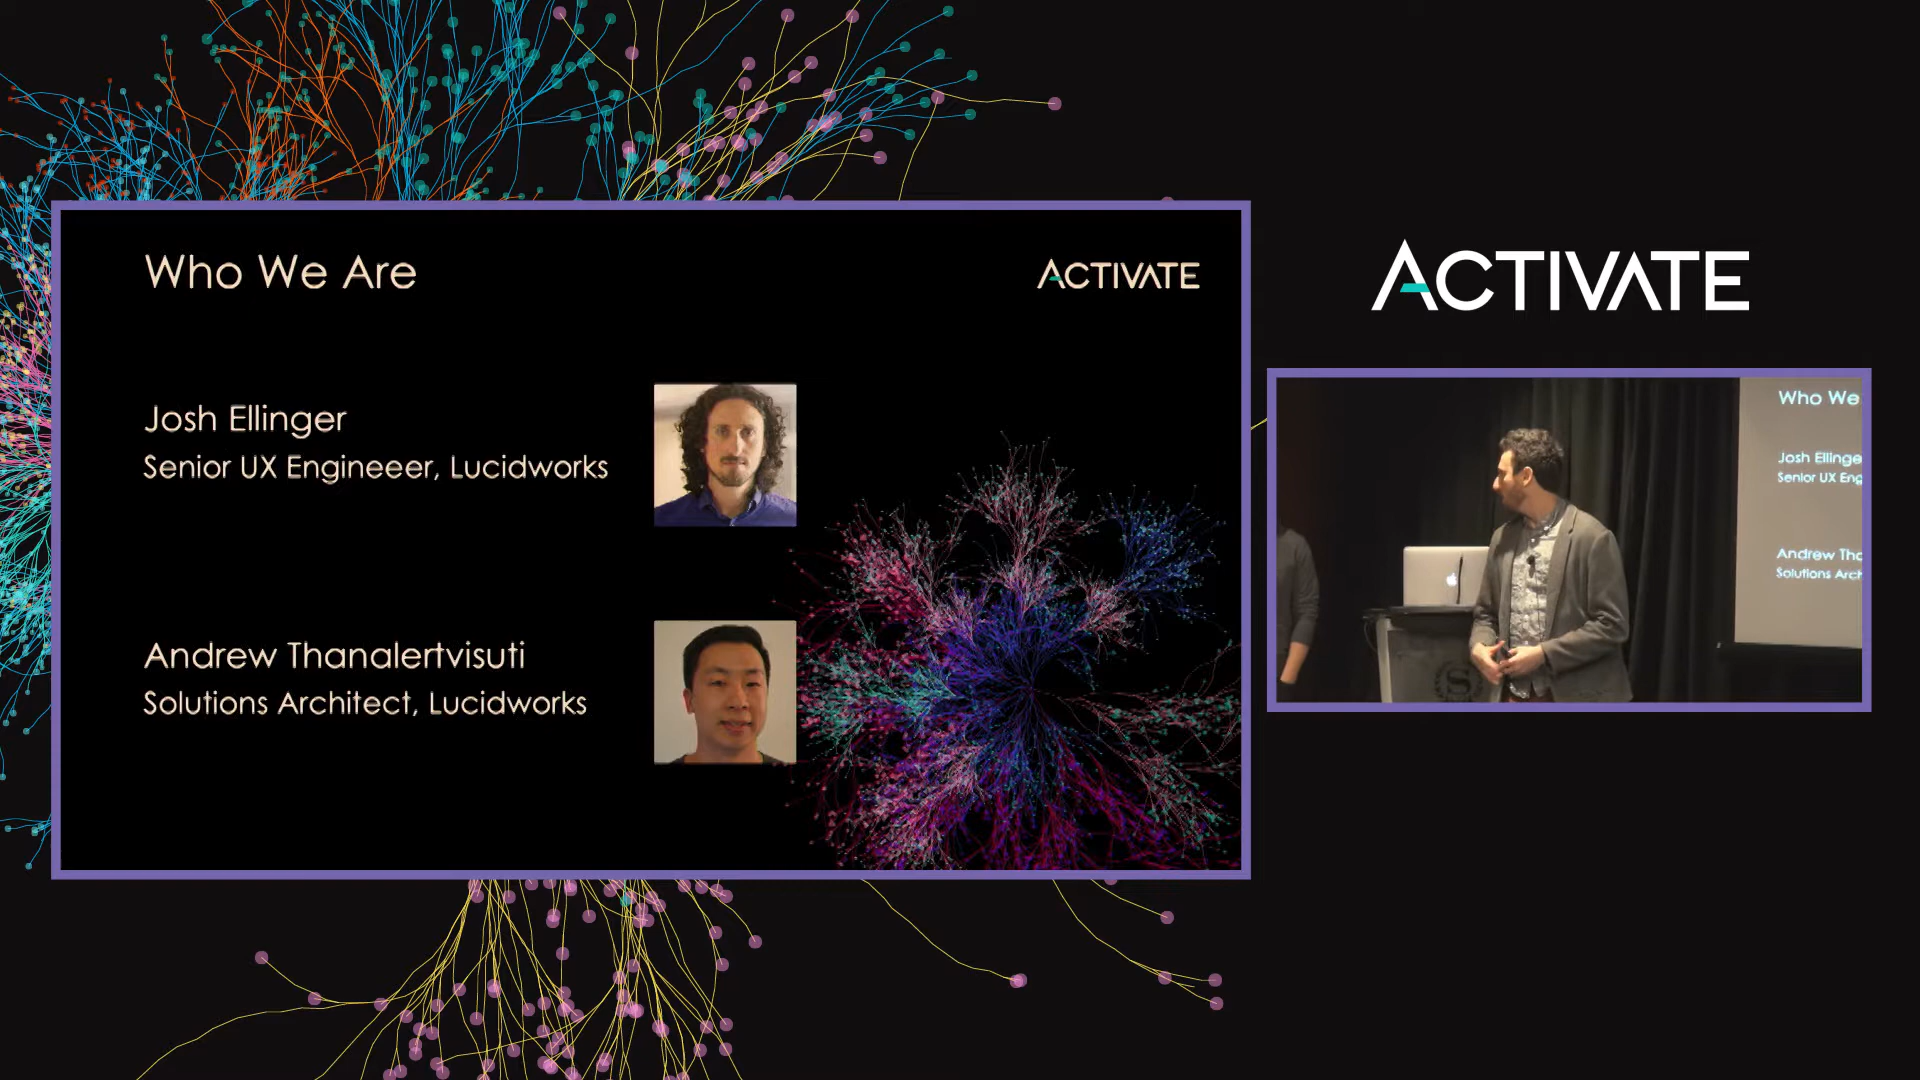 Who We Are
ACTIVATE
Josh Ellinger
Senior UX Engineeer, Lucidworks
Andrew Thanalertvisuti
Solutions Architect, Lucidworks
ACTIVATE
Who We
Josh Ellinge
Senior UX Eng
Andrew Tha
Solutions Arch
S